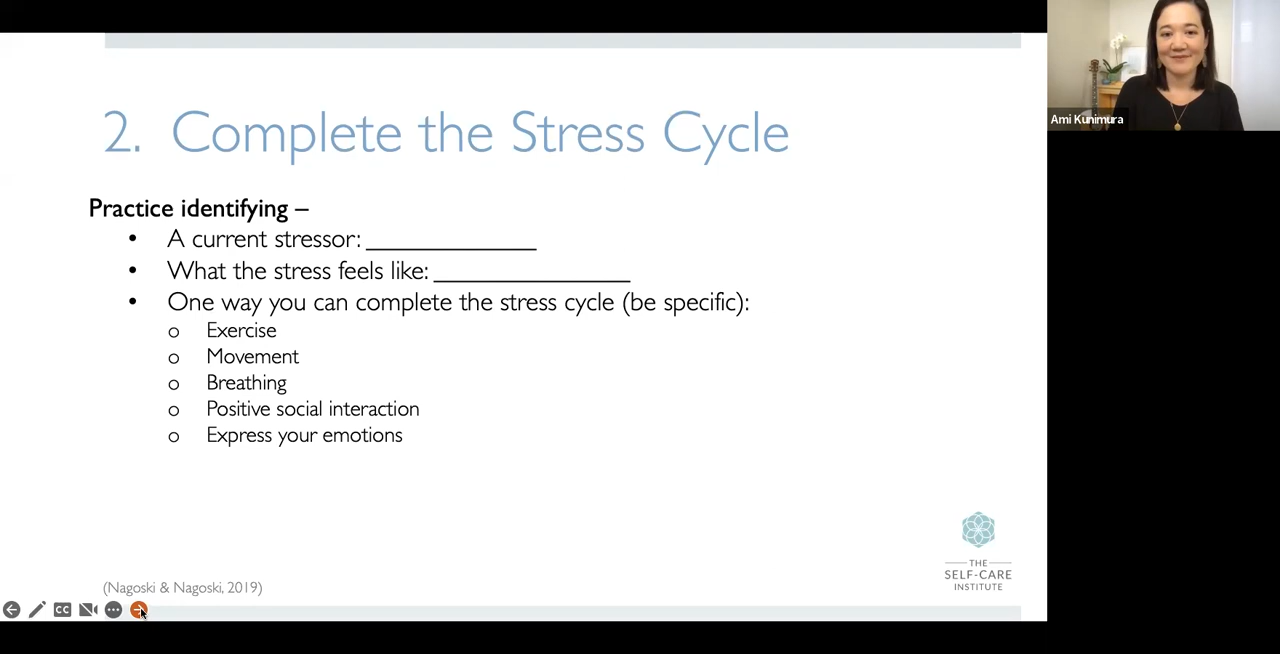 2. Complete the Stress Cycle
Practice identifying –
• A current stressor: ______________
• What the stress feels like: ________________
• One way you can complete the stress cycle (be specific):
o Exercise
o Movement
o Breathing
o Positive social interaction
o Express your emotions
(Nagoski & Nagoski, 2019)
THE
SELF-CARE
INSTITUTE
CC
Ami Kunimura